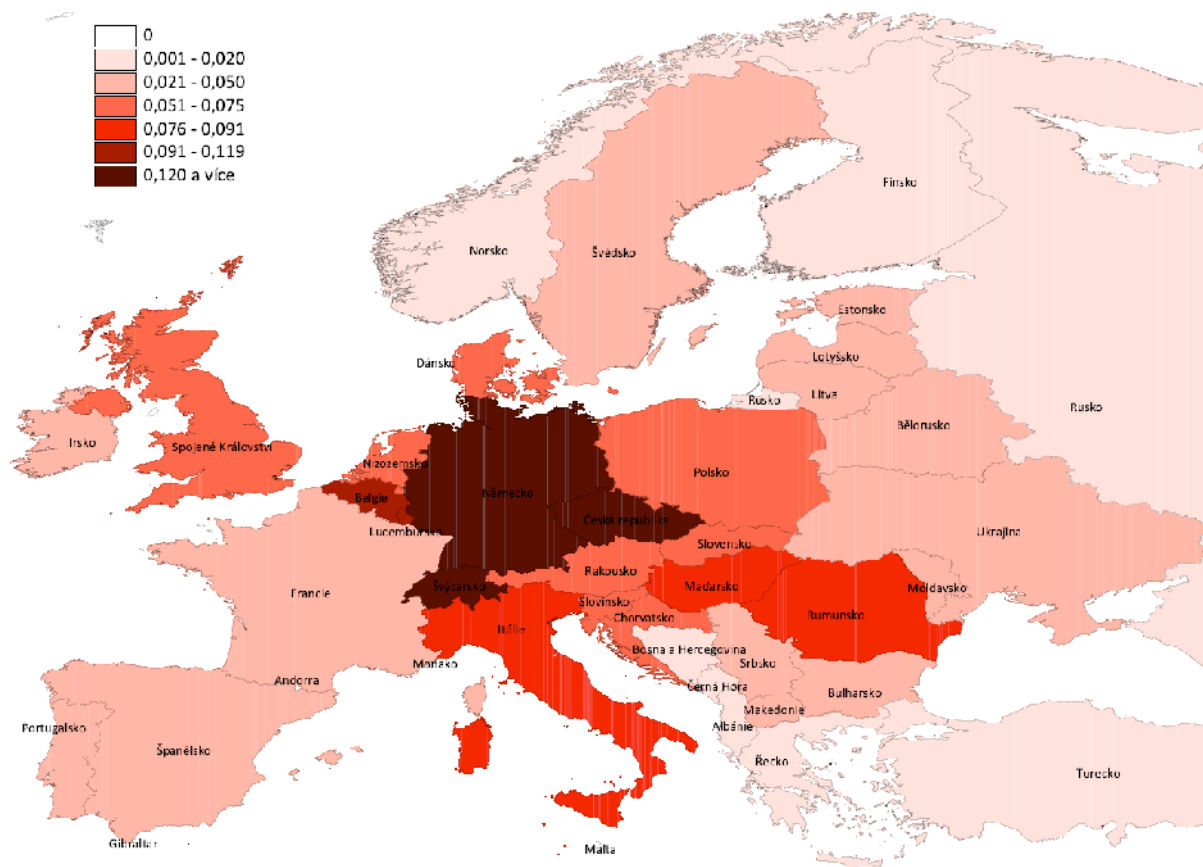 0
0,001 - 0,020
0,021 - 0,050
0,051 - 0,075
0,076 - 0,091
0,091 - 0,119
0,120 a více
Finsko
Norsko
Švédsko
Estonsko
Lotyšsko
Dánsko
Litva
Rusko
Rusko
Bělorusko
Irsko
Spojené Království
Nizozemsko
Polsko
Belgie
Německo
Česká republika
Ukrajina
Lucembursko
Slovensko
Rakousko
Švýcarsko
Maďarsko
Moldavsko
Francie
Slovinsko
Chorvatsko
Rumunsko
Itálie
Bosna a Hercegovina
Monako
Srbsko
Andorra
Černá Hora
Bulharsko
Makedonie
Portugalsko
Albánie
Španělsko
Řecko
Turecko
Gibraltar
Malta